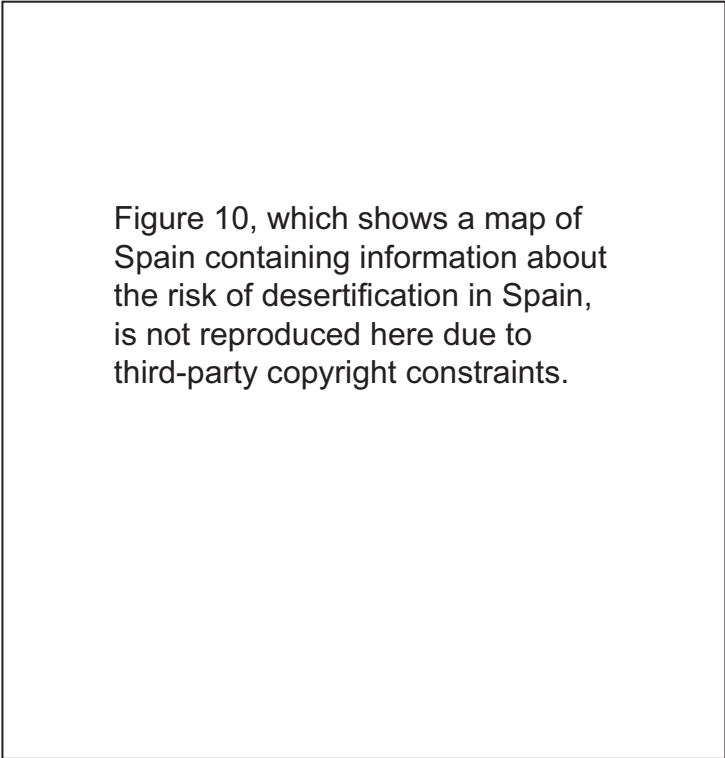 Figure 10, which shows a map of
Spain containing information about
the risk of desertification in Spain,
is not reproduced here due to
third-party copyright constraints.